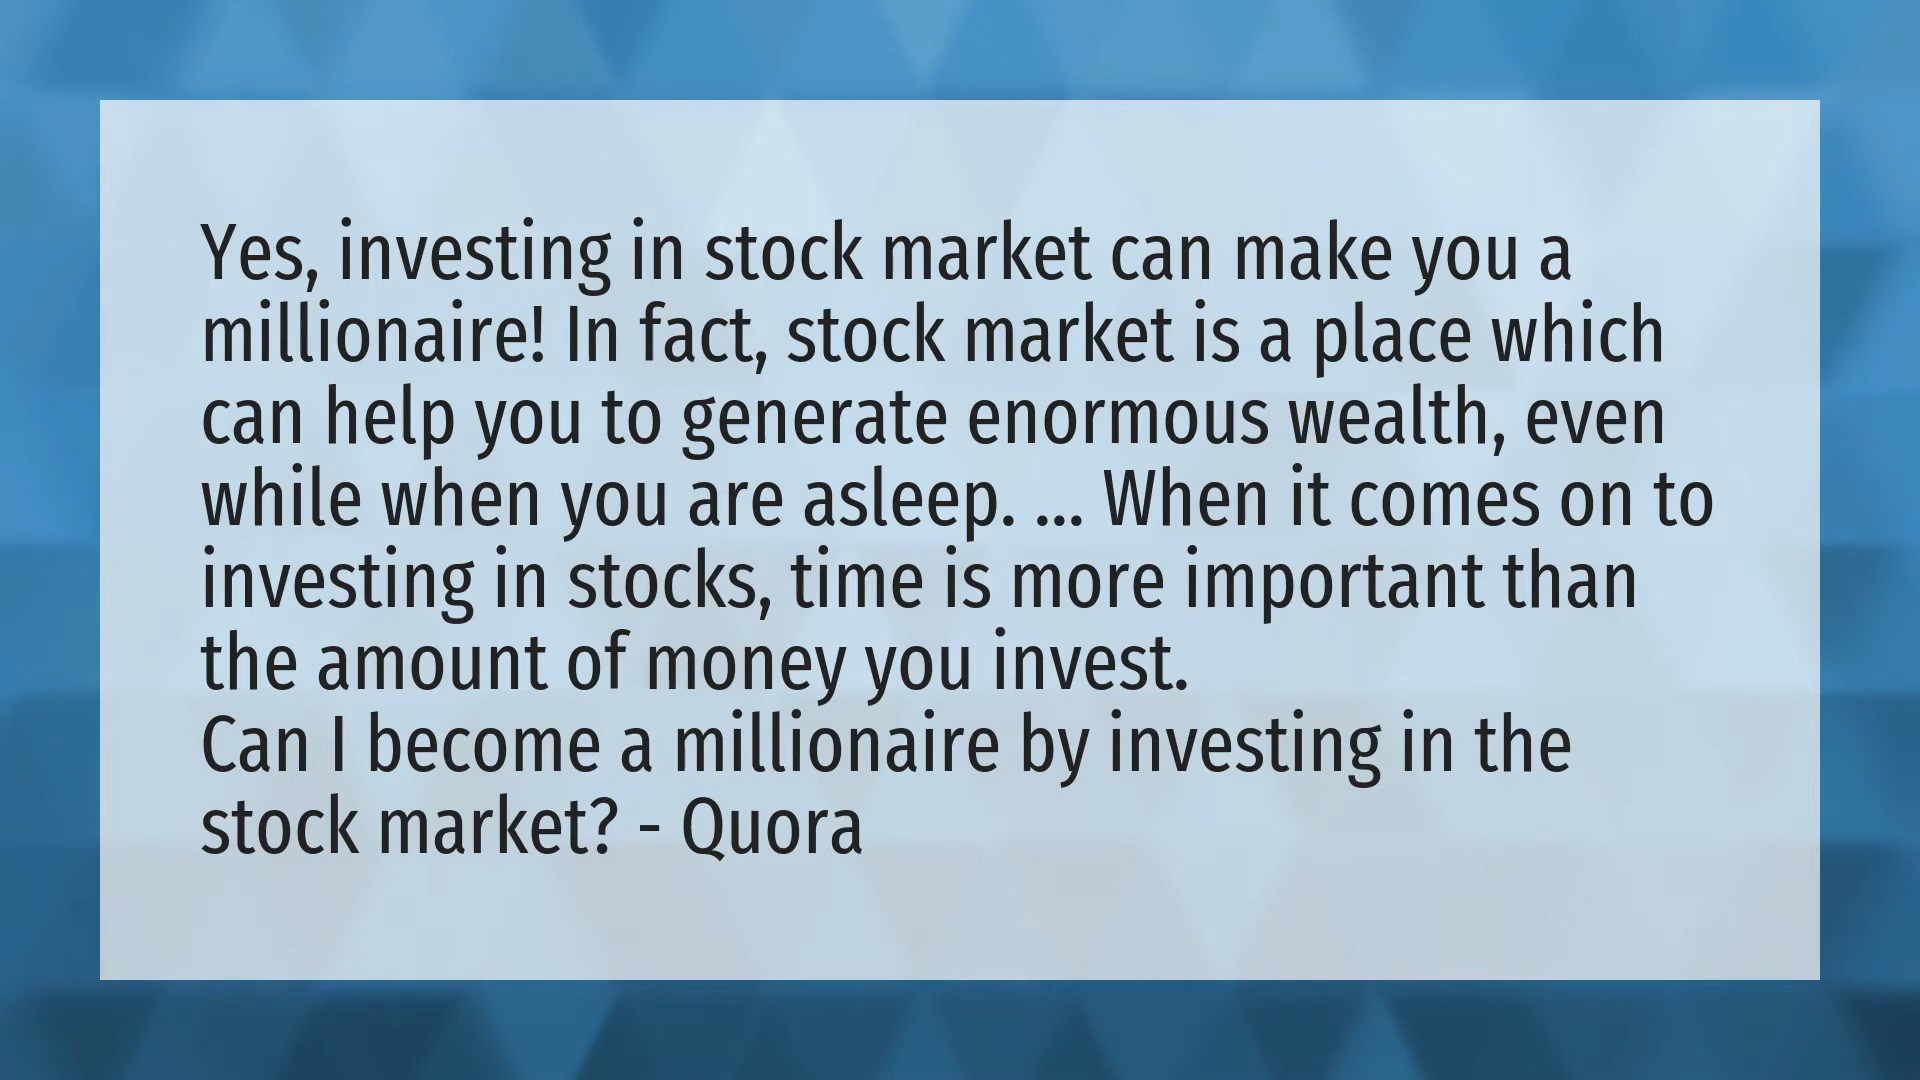 Yes, investing in stock market can make you a
millionaire! In fact, stock market is a place which
can help you to generate enormous wealth, even
while when you are asleep. ... When it comes on to
investing in stocks, time is more important than
the amount of money you invest.
Can I become a millionaire by investing in the
stock market? - Quora